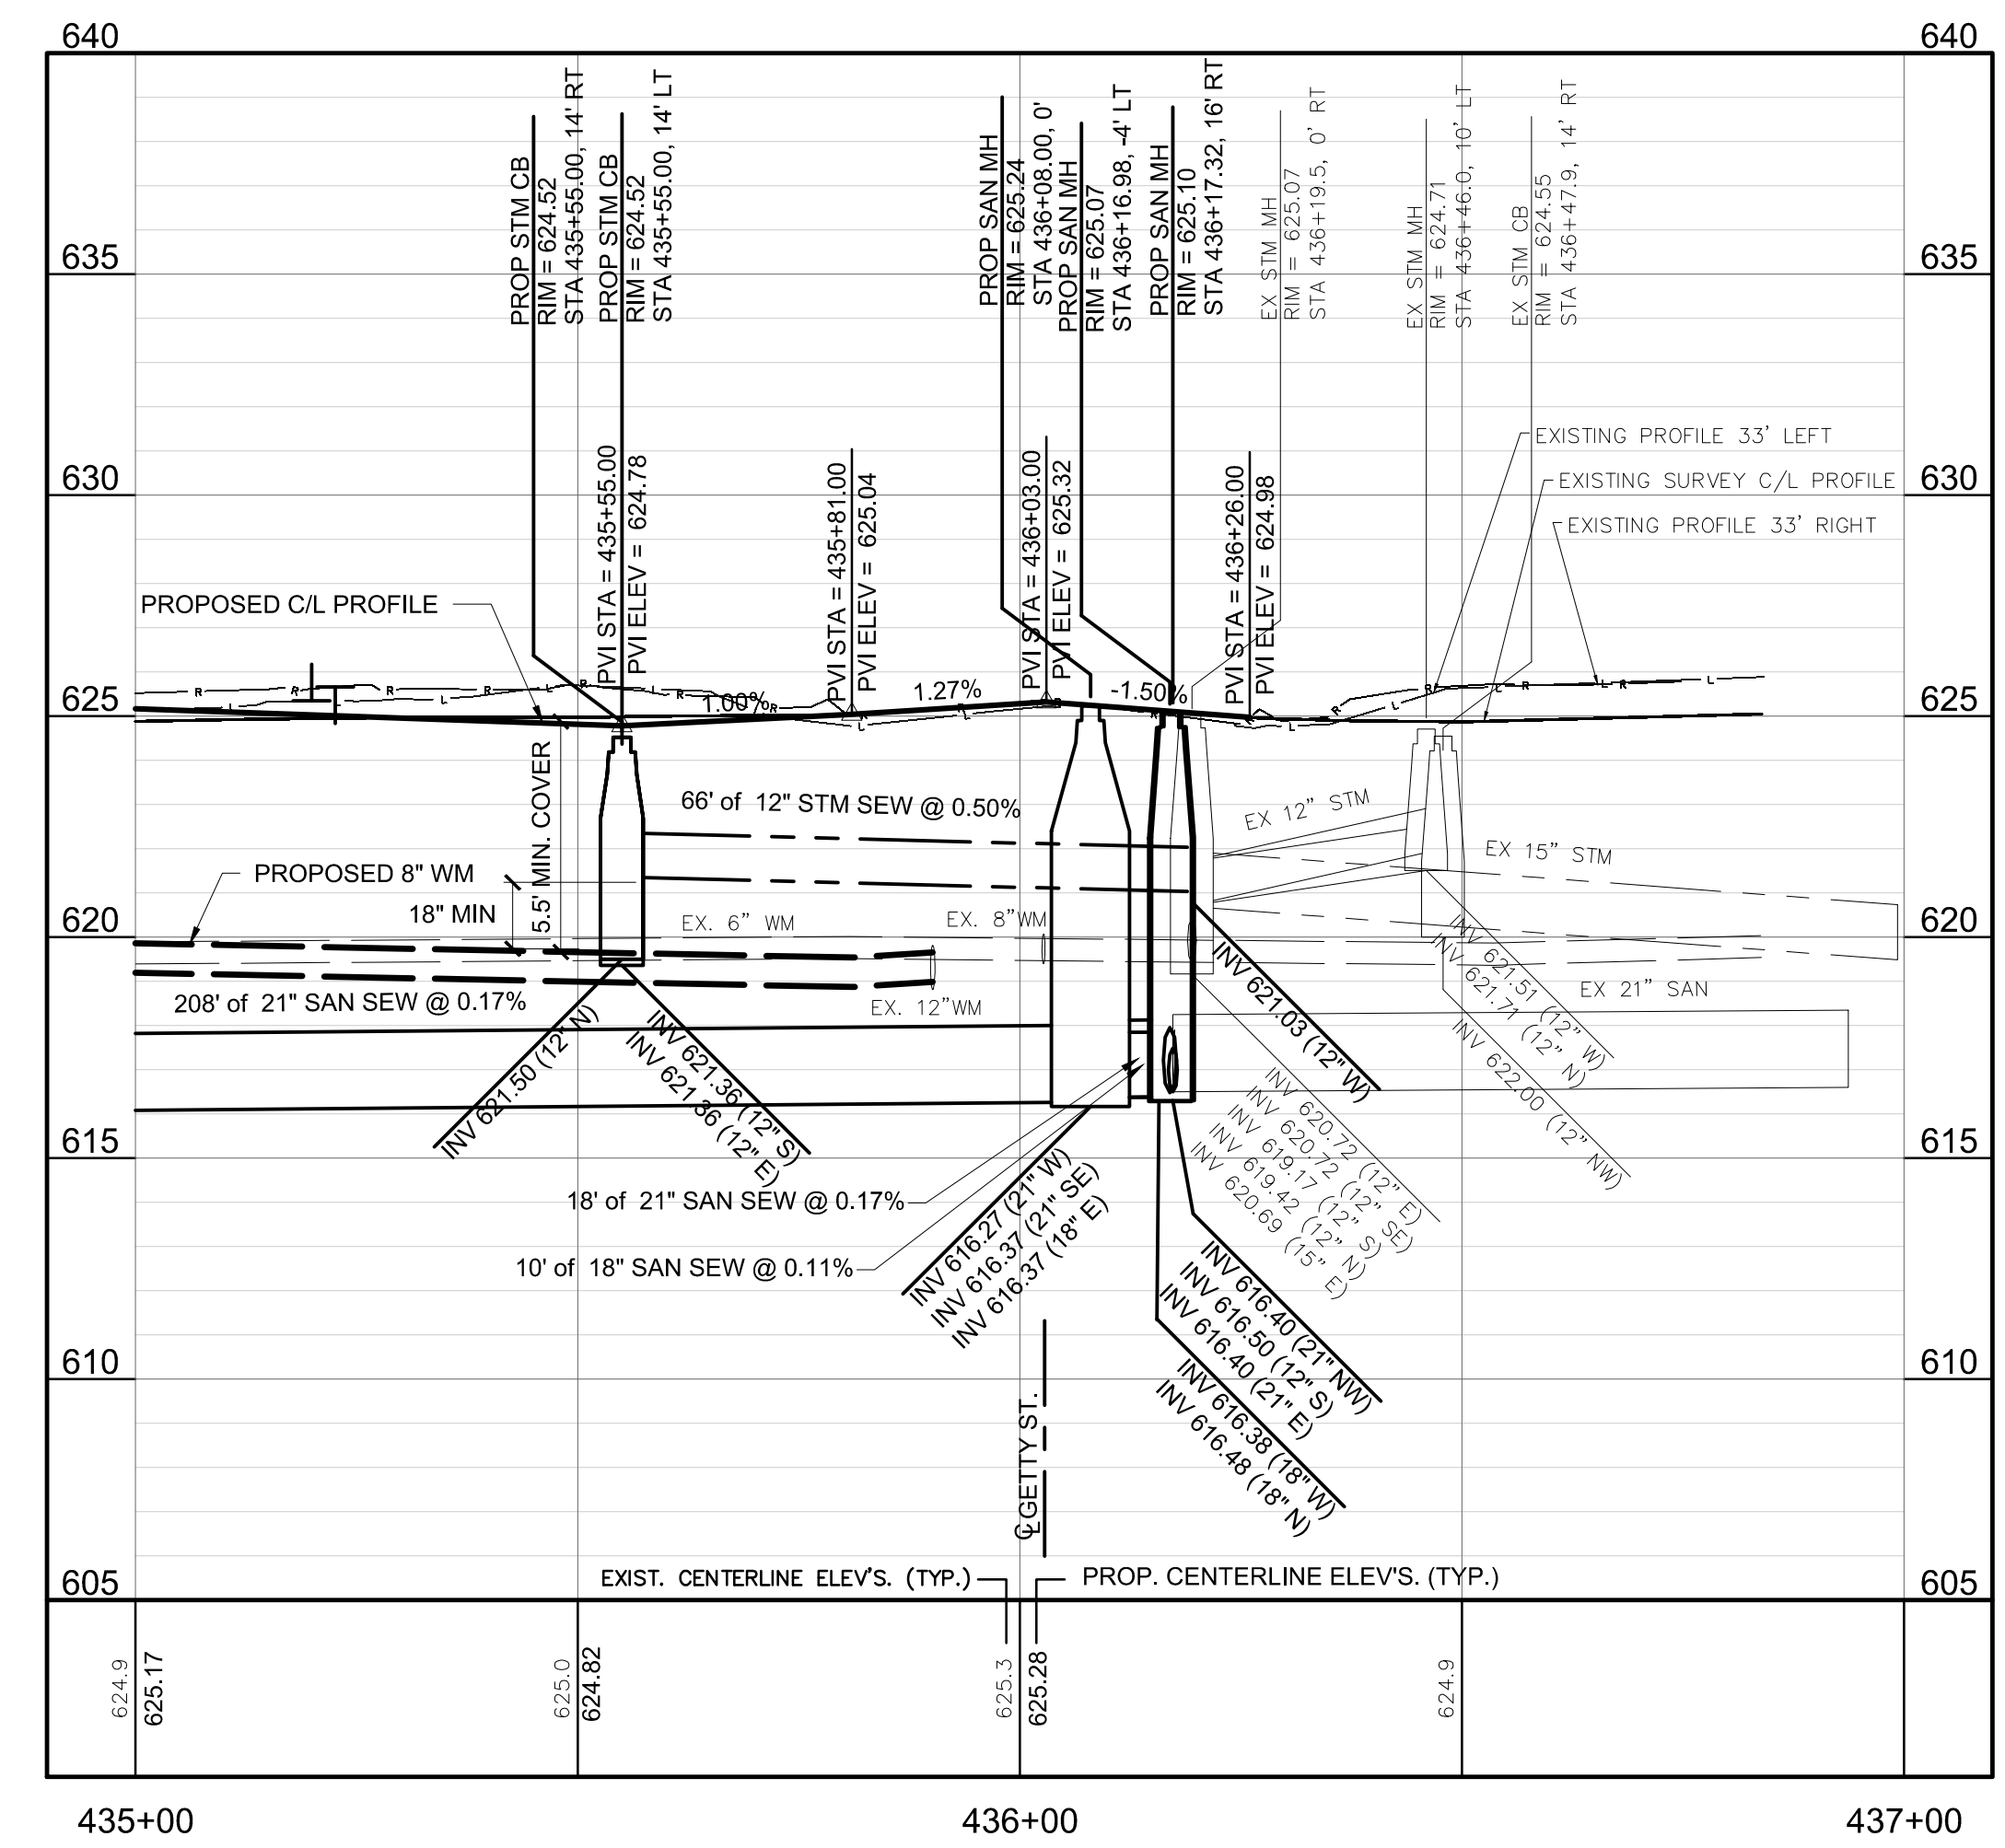 640
640
635
635
630
630
625
625
620
620
615
615
610
610
605
605
PROP STM CB
RIM = 624.52
STA 435+55.00, 14' RT
PROP STM CB
RIM = 624.52
STA 435+55.00, 14' LT
PROP SAN MH
RIM = 625.24
STA 436+08.00, 0'
PROP SAN MH
RIM = 625.07
STA 436+16.98, -4' LT
PROP SAN MH
RIM = 625.10
STA 436+17.32, 16' RT
EX STM MH
RIM = 625.07
STA 436+19.5, 0' RT
EX STM MH
RIM = 624.71
STA 436+46.0, 10' LT
EX STM CB
RIM = 624.55
STA 436+47.9, 14' RT
EXISTING PROFILE 33' LEFT
EXISTING SURVEY C/L PROFILE
EXISTING PROFILE 33' RIGHT
PVI STA = 435+55.00
PVI ELEV = 624.78
PVI STA = 435+81.00
PVI ELEV = 625.04
PVI STA = 436+03.00
PVI ELEV = 625.32
PVI STA = 436+26.00
PVI ELEV = 624.98
PROPOSED C/L PROFILE
1.00%
1.27%
-1.50%
5.5' MIN. COVER
66' of 12" STM SEW @ 0.50%
EX 12" STM
EX 15" STM
PROPOSED 8" WM
18" MIN
EX. 6" WM
EX. 8"WM
EX. 12"WM
EX 21" SAN
208' of 21" SAN SEW @ 0.17%
INV 621.50 (12" N)
INV 621.36 (12" S)
INV 621.36 (12" E)
INV 621.03 (12" W)
INV 621.51 (12" W)
INV 621.71 (12" N)
INV 622.00 (12" NW)
INV 620.72 (12" E)
INV 620.72 (12" SE)
INV 619.17 (12" S)
INV 619.42 (12" N)
INV 620.69 (15" E)
18' of 21" SAN SEW @ 0.17%
10' of 18" SAN SEW @ 0.11%
INV 616.27 (21" W)
INV 616.37 (21" SE)
INV 616.37 (18" E)
INV 616.40 (21" NW)
INV 616.50 (12" S)
INV 616.40 (21" E)
INV 616.38 (18" W)
INV 616.48 (18" N)
℄ GETTY ST.
EXIST. CENTERLINE ELEV'S. (TYP.)
PROP. CENTERLINE ELEV'S. (TYP.)
624.9
625.17
625.0
624.82
625.3
625.28
624.9
435+00
436+00
437+00